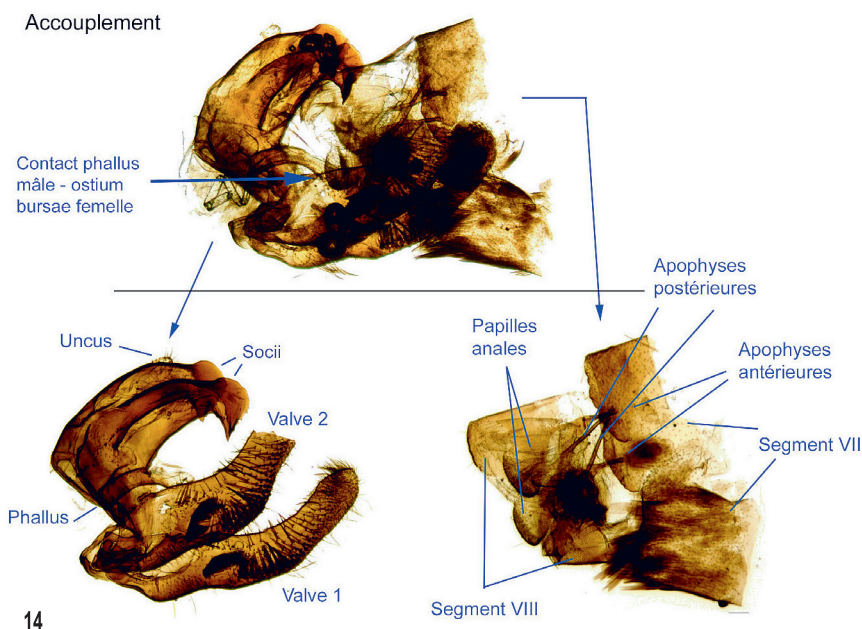 Accouplement
Contact phallus
mâle - ostium
bursae femelle
Apophyses
postérieures
Papilles
anales
Uncus
Socii
Apophyses
antérieures
Valve 2
Segment VII
Phallus
Valve 1
Segment VIII
14